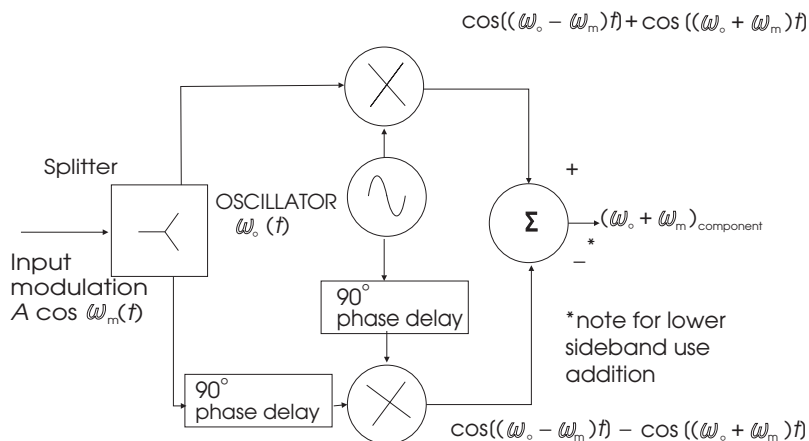 cos((ω₀ − ωₘ)t) + cos ((ω₀ + ωₘ)t)
Splitter
OSCILLATOR
ω₀ (t)
+
Σ
(ω₀ + ωₘ)component
− *
Input
modulation
A cos ωₘ(t)
90°
phase delay
*note for lower
sideband use
addition
90°
phase delay
cos((ω₀ − ωₘ)t) − cos ((ω₀ + ωₘ)t)